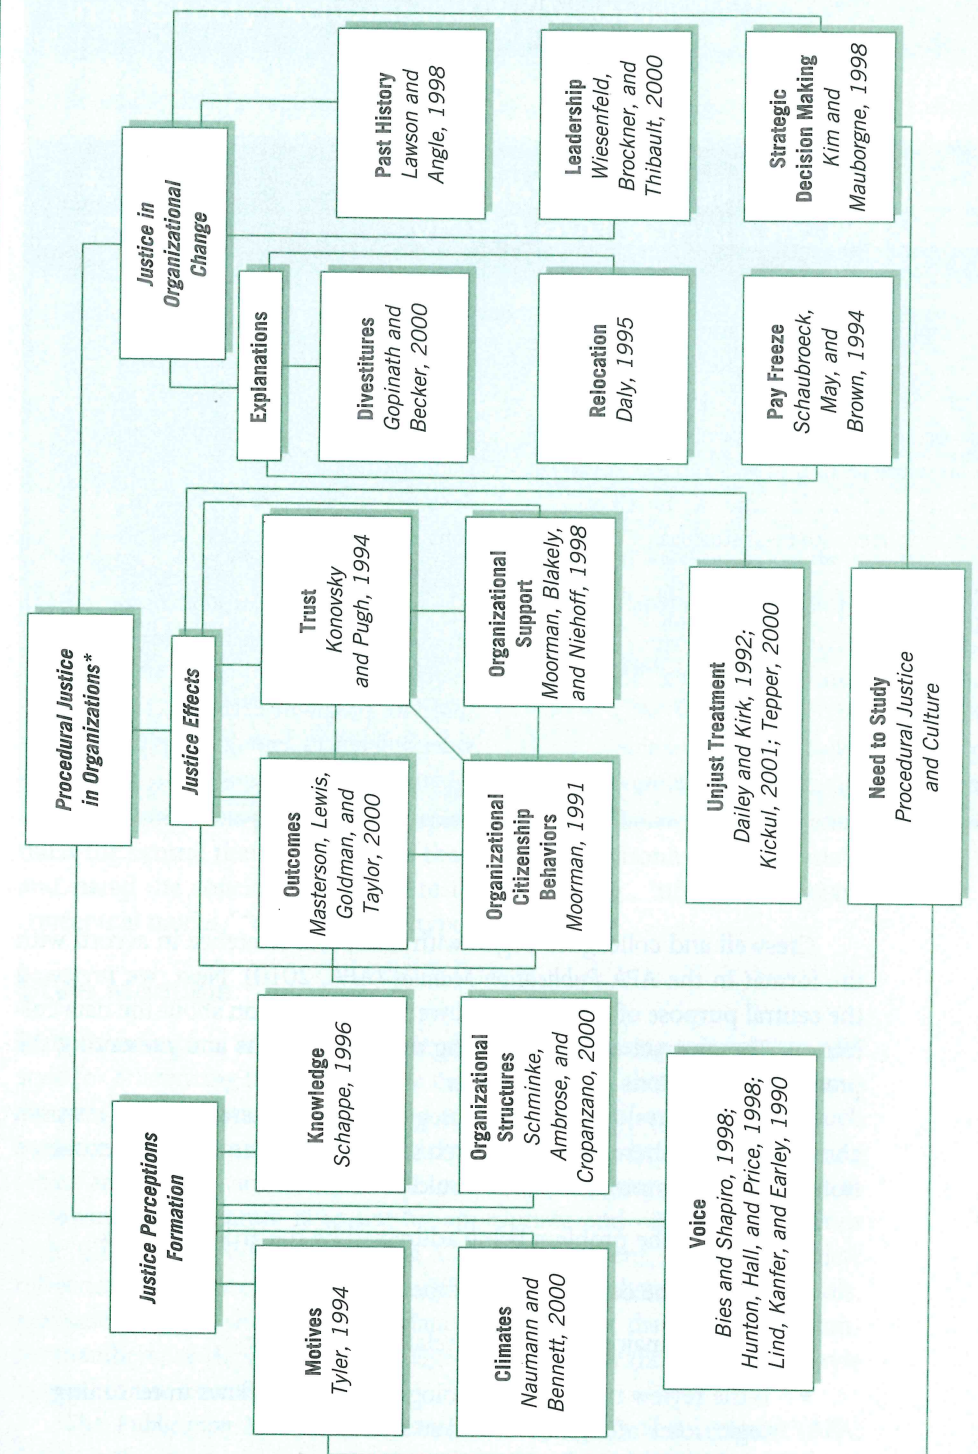 Procedural Justice
in Organizations*
Justice Perceptions
Formation
Justice Effects
Justice in
Organizational
Change
Motives
Tyler, 1994
Knowledge
Schappe, 1996
Climates
Naumann and
Bennett, 2000
Organizational
Structures
Schminke,
Ambrose, and
Cropanzano, 2000
Voice
Bies and Shapiro, 1998;
Hunton, Hall, and Price, 1998;
Lind, Kanfer, and Earley, 1990
Outcomes
Masterson, Lewis,
Goldman, and
Taylor, 2000
Trust
Konovsky
and Pugh, 1994
Organizational
Citizenship
Behaviors
Moorman, 1991
Organizational
Support
Moorman, Blakely,
and Niehoff, 1998
Unjust Treatment
Dailey and Kirk, 1992;
Kickul, 2001; Tepper, 2000
Explanations
Divestitures
Gopinath and
Becker, 2000
Relocation
Daly, 1995
Pay Freeze
Schaubroeck,
May, and
Brown, 1994
Past History
Lawson and
Angle, 1998
Leadership
Wiesenfeld,
Brockner, and
Thibault, 2000
Strategic
Decision Making
Kim and
Mauborgne, 1998
Need to Study
Procedural Justice
and Culture